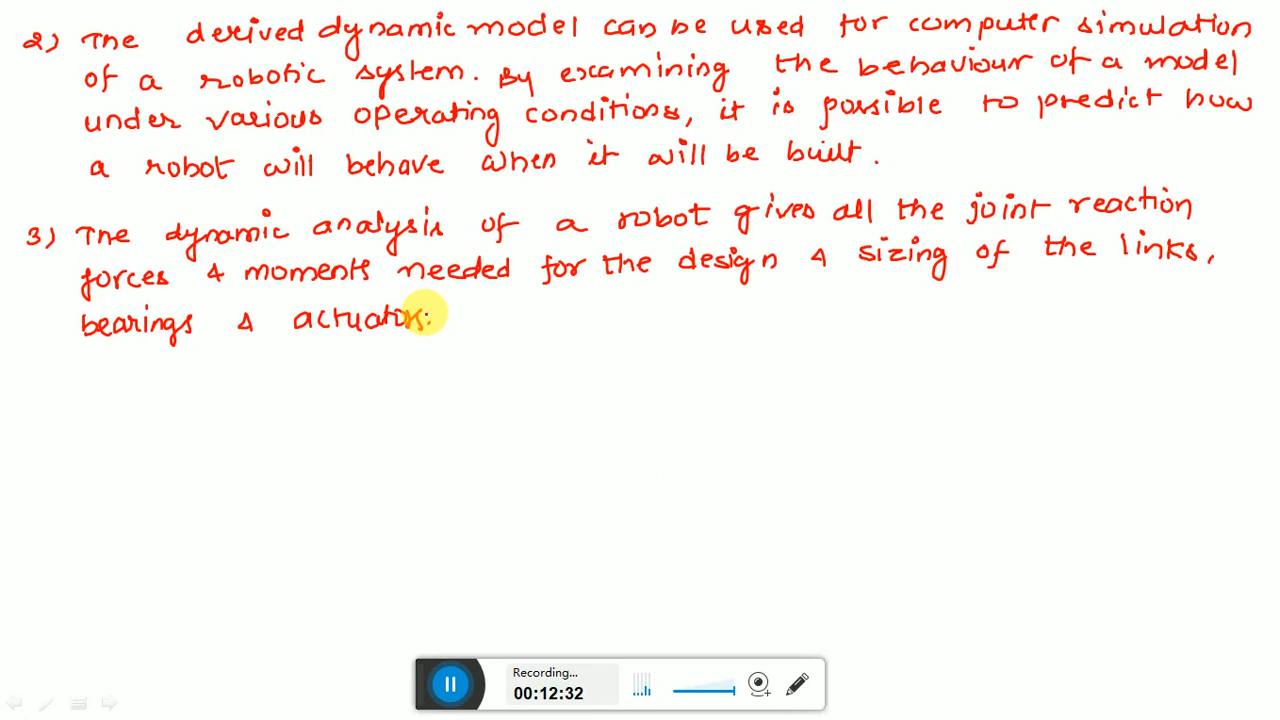 2) The derived dynamic model can be used for computer simulation
of a robotic system. By examining the behaviour of a model
under various operating conditions, it is possible to predict how
a robot will behave when it will be built.
3) The dynamic analysis of a robot gives all the joint reaction
forces & moments needed for the design & sizing of the links,
bearings & actuators.
Recording...
00:12:32